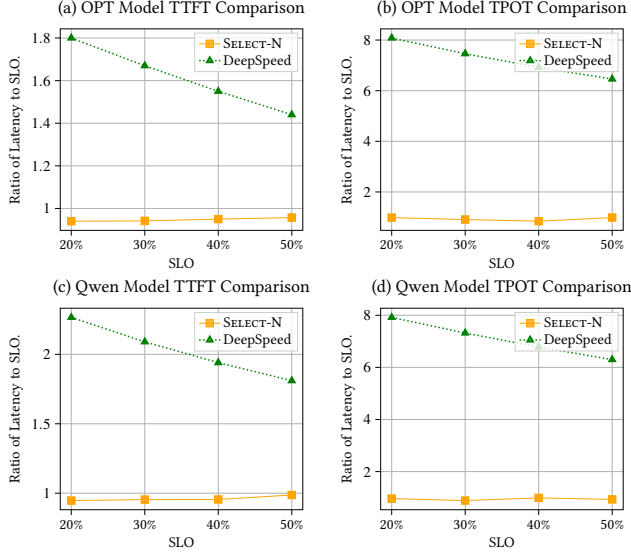 (a) OPT Model TTFT Comparison
Ratio of Latency to SLO.
1.8
1.6
1.4
1.2
1
SELECT-N
DeepSpeed
20% 30% 40% 50%
SLO
(b) OPT Model TPOT Comparison
Ratio of Latency to SLO.
8
6
4
2
SELECT-N
DeepSpeed
20% 30% 40% 50%
SLO
(c) Qwen Model TTFT Comparison
Ratio of Latency to SLO.
2
1.5
1
SELECT-N
DeepSpeed
20% 30% 40% 50%
SLO
(d) Qwen Model TPOT Comparison
Ratio of Latency to SLO.
8
6
4
2
SELECT-N
DeepSpeed
20% 30% 40% 50%
SLO